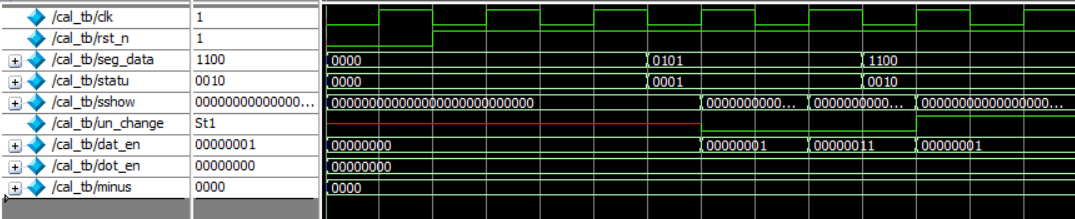 /cal_tb/clk 1
/cal_tb/rst_n 1
/cal_tb/seg_data 1100 0000 0101 1100
/cal_tb/statu 0010 0000 0001 0010
/cal_tb/sshow 00000000000000... 000000000000000000000000000 0000000000... 0000000000... 00000000000000000...
/cal_tb/un_change St1
/cal_tb/dat_en 00000001 00000000 00000001 00000011 00000001
/cal_tb/dot_en 00000000 00000000
/cal_tb/minus 0000 0000